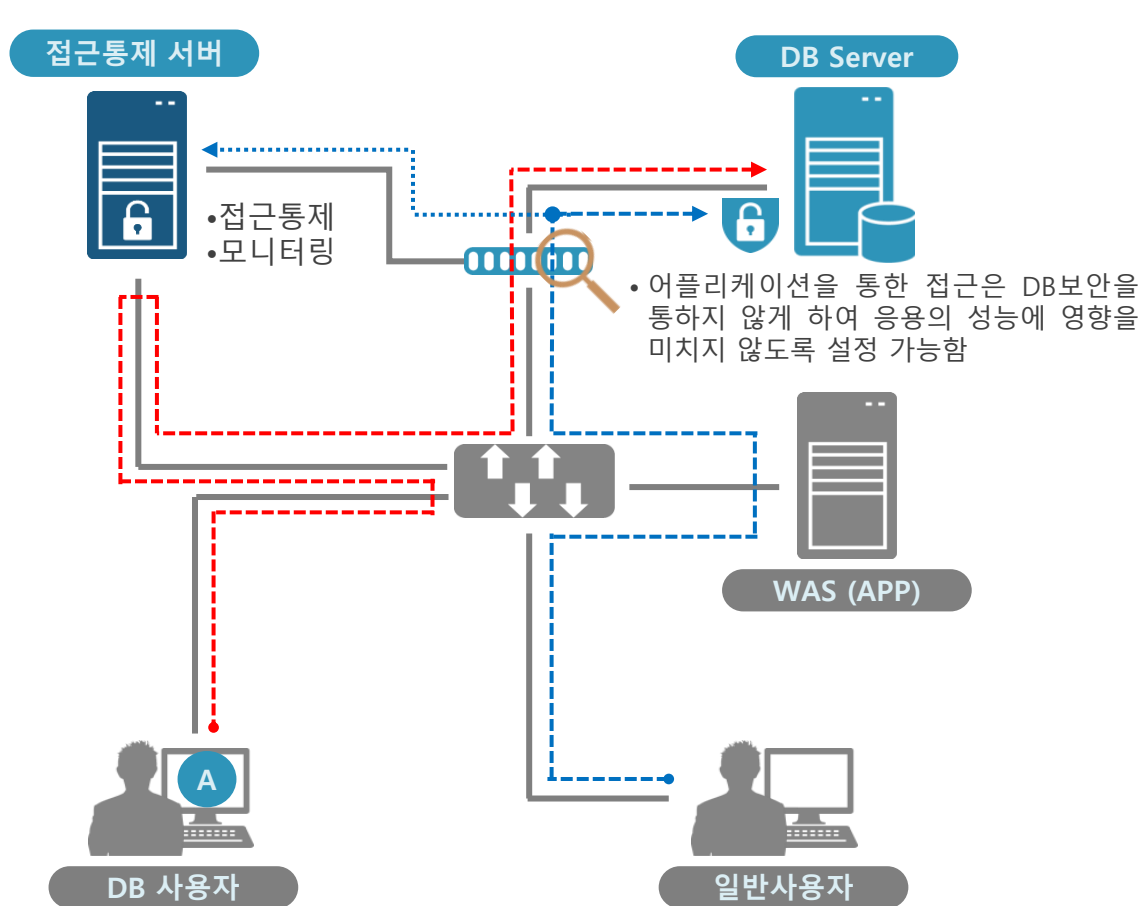 접근통제 서버
DB Server
•접근통제
•모니터링
• 어플리케이션을 통한 접근은 DB보안을
통하지 않게 하여 응용의 성능에 영향을
미치지 않도록 설정 가능함
WAS (APP)
A
DB 사용자
일반사용자